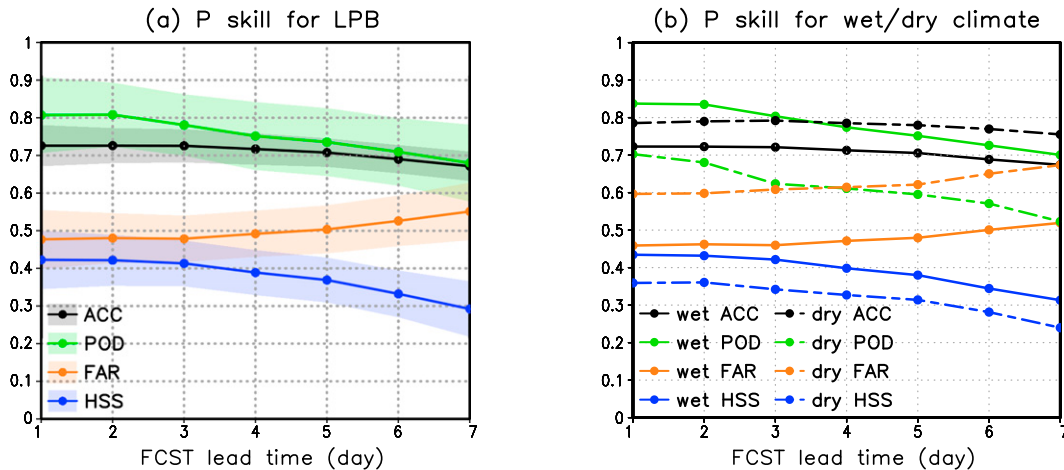 (a) P skill for LPB
1
0.9
0.8
0.7
0.6
0.5
0.4
0.3
0.2
0.1
0
ACC
POD
FAR
HSS
1 2 3 4 5 6 7
FCST lead time (day)
(b) P skill for wet/dry climate
1
0.9
0.8
0.7
0.6
0.5
0.4
0.3
0.2
0.1
0
wet ACC dry ACC
wet POD dry POD
wet FAR dry FAR
wet HSS dry HSS
1 2 3 4 5 6 7
FCST lead time (day)